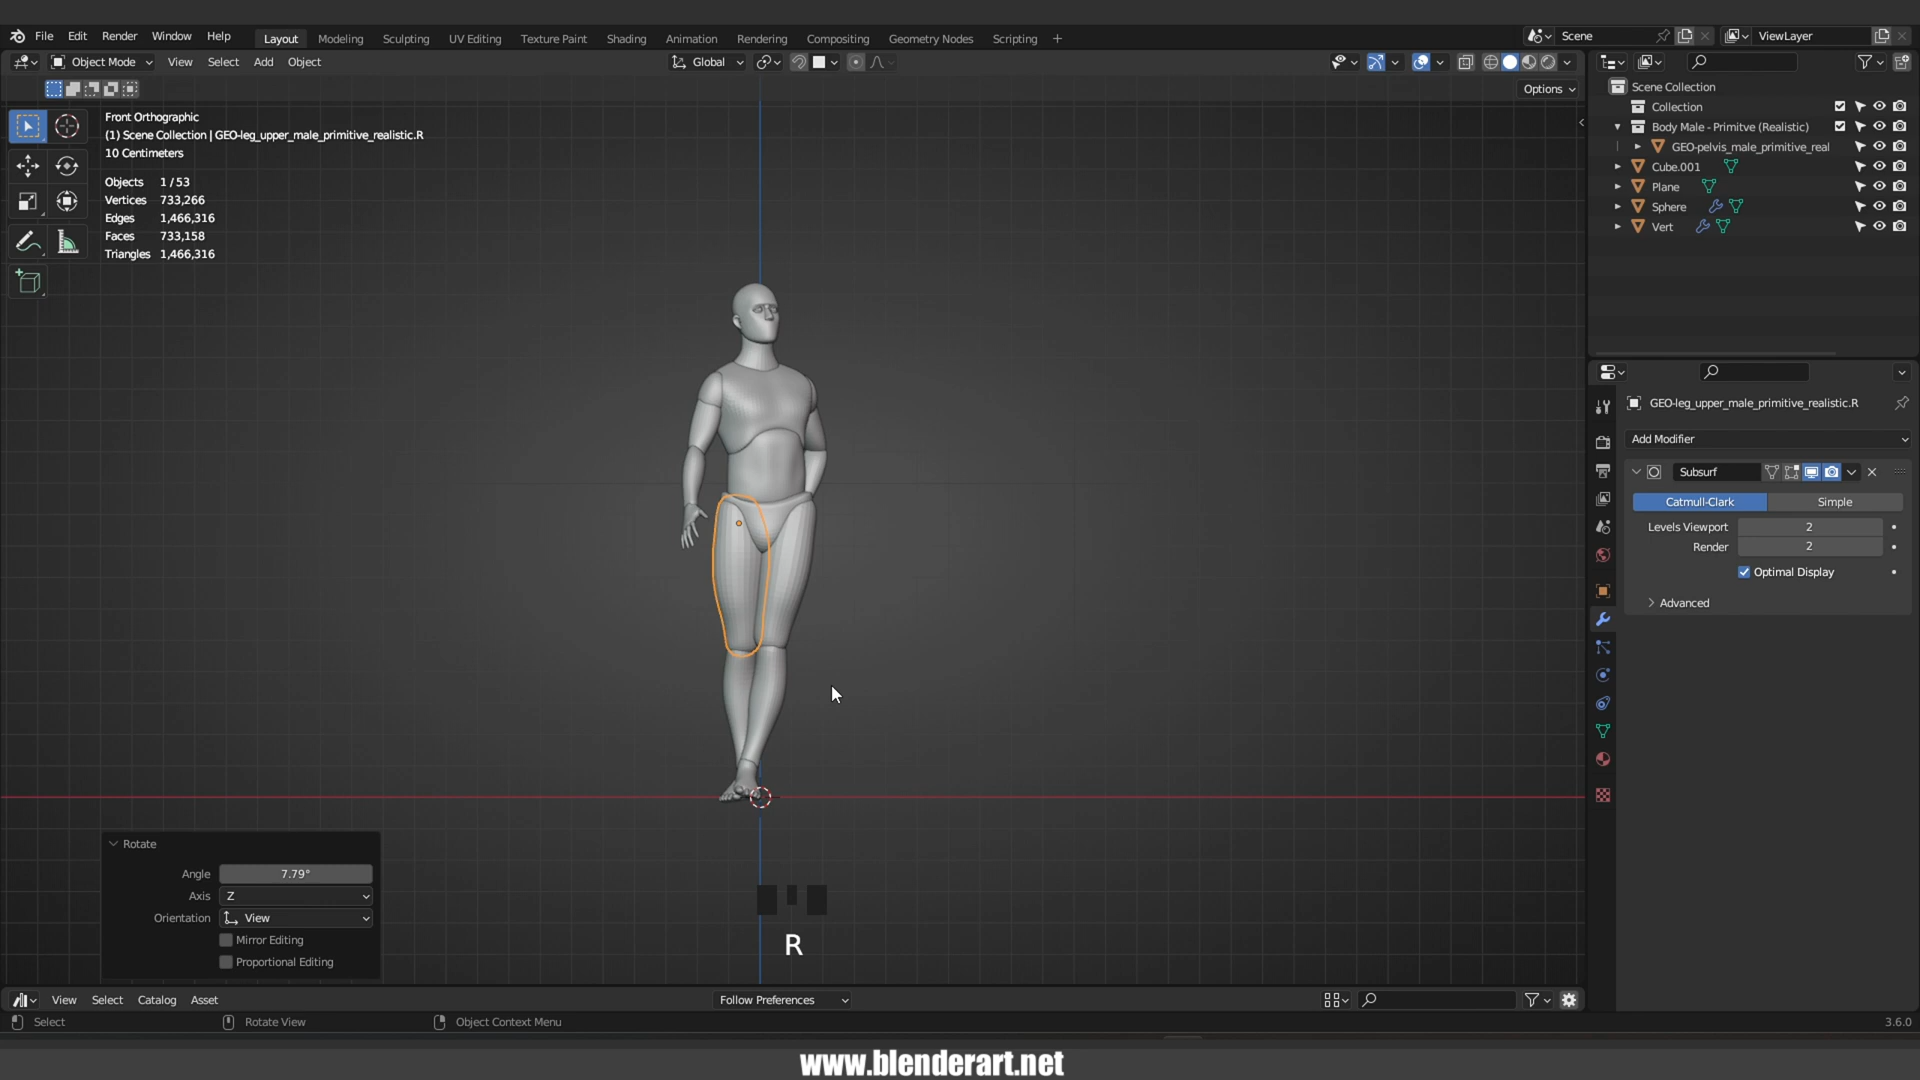 File Edit Render Window Help Layout Modeling Sculpting UV Editing Texture Paint Shading Animation Rendering Compositing Geometry Nodes Scripting + Scene ViewLayer
Object Mode View Select Add Object Global
Options
Front Orthographic
(1) Scene Collection | GEO-leg_upper_male_primitive_realistic.R
10 Centimeters
Objects 1 / 53
Vertices 733,266
Edges 1,466,316
Faces 733,158
Triangles 1,466,316
Scene Collection
Collection
Body Male - Primitve (Realistic)
GEO-pelvis_male_primitive_real
Cube.001
Plane
Sphere
Vert
GEO-leg_upper_male_primitive_realistic.R
Add Modifier
Subsurf
Catmull-Clark Simple
Levels Viewport 2
Render 2
Optimal Display
Advanced
Rotate
Angle 7.79°
Axis Z
Orientation View
Mirror Editing
Proportional Editing
R
View Select Catalog Asset Follow Preferences
Select Rotate View Object Context Menu 3.6.0
www.blenderart.net